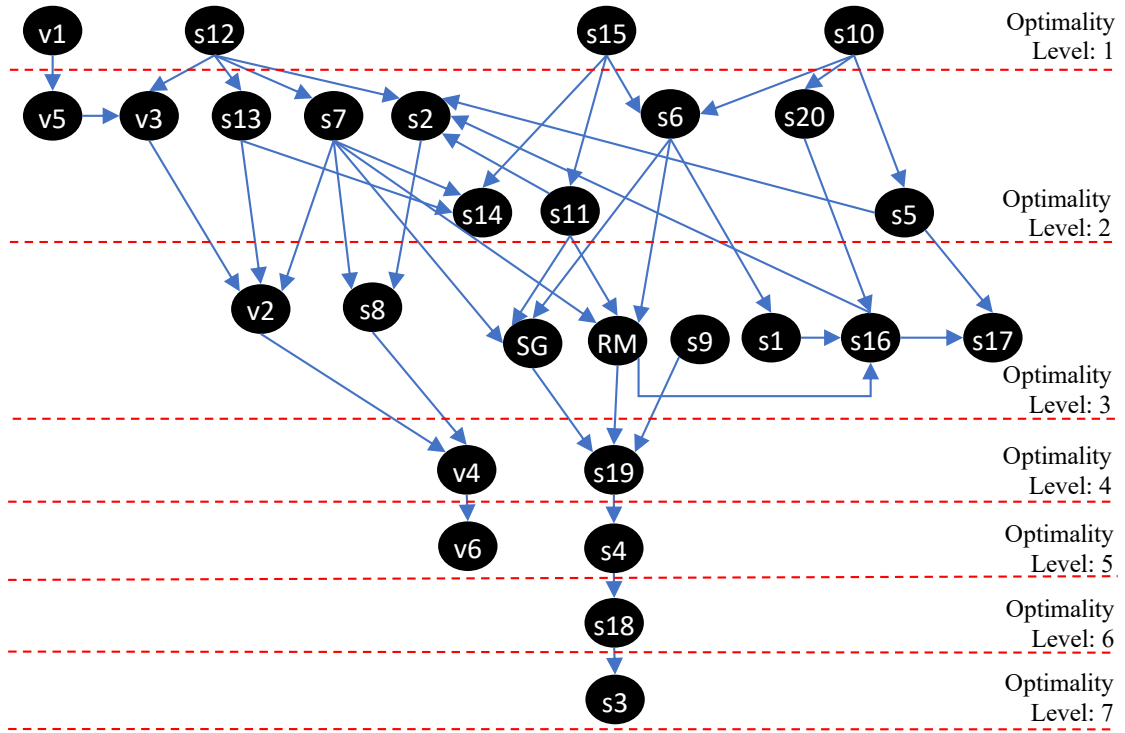 v1
s12
s15
s10
Optimality
Level: 1
v5
v3
s13
s7
s2
s6
s20
s14
s11
s5
Optimality
Level: 2
v2
s8
SG
RM
s9
s1
s16
s17
Optimality
Level: 3
v4
s19
Optimality
Level: 4
v6
s4
Optimality
Level: 5
s18
Optimality
Level: 6
s3
Optimality
Level: 7